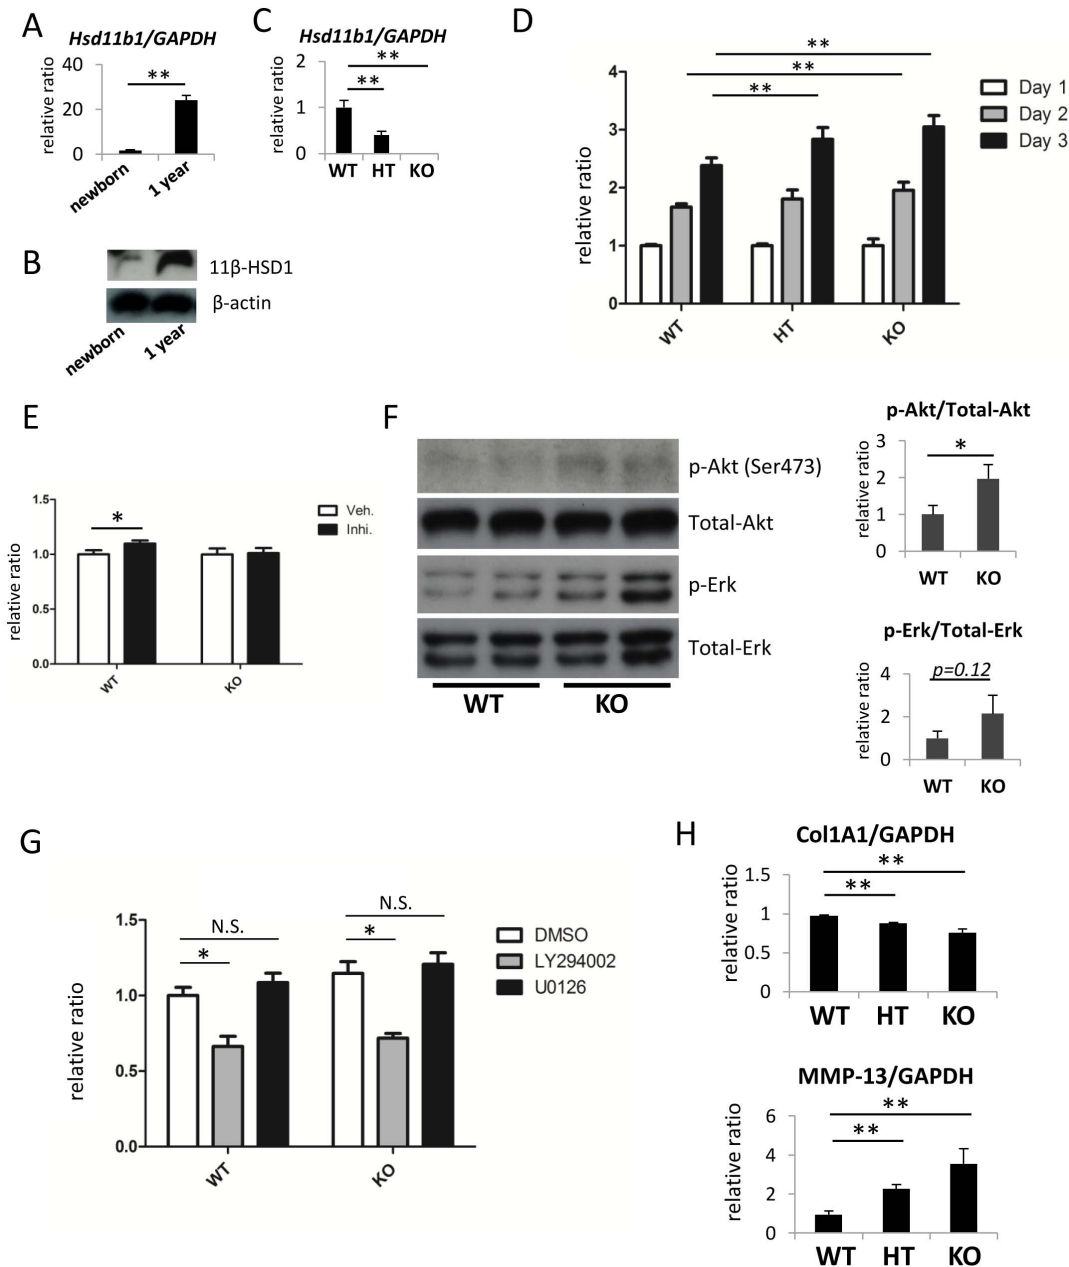 A
Hsd11b1/GAPDH
relative ratio
40
20
0
**
newborn
1 year
C
Hsd11b1/GAPDH
relative ratio
2
1
0
**
**
WT HT KO
D
relative ratio
4
3
2
1
0
**
**
**
WT HT KO
Day 1
Day 2
Day 3
B
11β-HSD1
β-actin
newborn
1 year
E
relative ratio
1.5
1.0
0.5
0.0
*
WT KO
Veh.
Inhi.
F
p-Akt (Ser473)
Total-Akt
p-Erk
Total-Erk
WT KO
p-Akt/Total-Akt
relative ratio
3
2
1
0
*
WT KO
p-Erk/Total-Erk
relative ratio
4
2
0
p=0.12
WT KO
G
relative ratio
1.5
1.0
0.5
0.0
N.S.
*
N.S.
*
WT KO
DMSO
LY294002
U0126
H
Col1A1/GAPDH
relative ratio
1.5
1
0.5
0
**
**
WT HT KO
MMP-13/GAPDH
relative ratio
6
4
2
0
**
**
WT HT KO